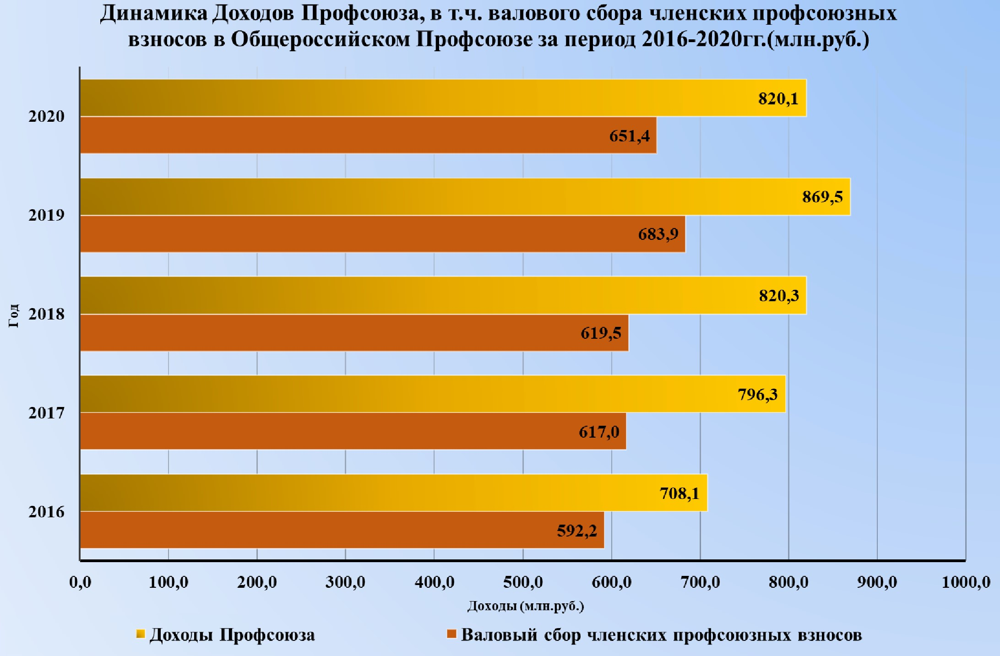 Динамика Доходов Профсоюза, в т.ч. валового сбора членских профсоюзных
взносов в Общероссийском Профсоюзе за период 2016-2020гг.(млн.руб.)
820,1
2020
651,4
869,5
2019
683,9
820,3
Год
2018
619,5
796,3
2017
617,0
708,1
2016
592,2
0,0 100,0 200,0 300,0 400,0 500,0 600,0 700,0 800,0 900,0 1000,0
Доходы (млн.руб.)
Доходы Профсоюза Валовый сбор членских профсоюзных взносов